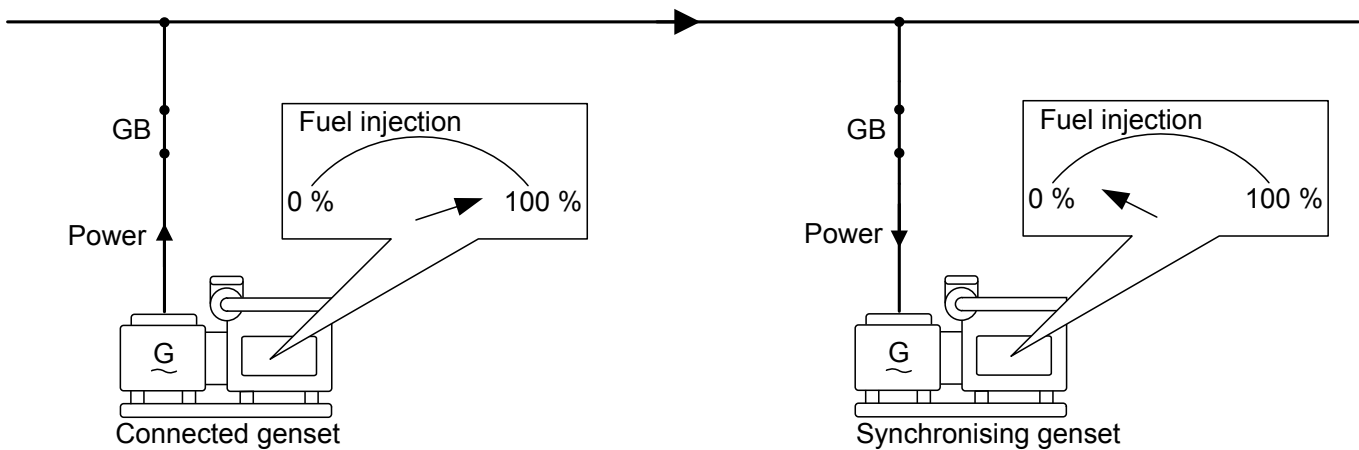 GB
Fuel injection
0 %
100 %
Power
G
Connected genset
GB
Fuel injection
0 %
100 %
Power
G
Synchronising genset